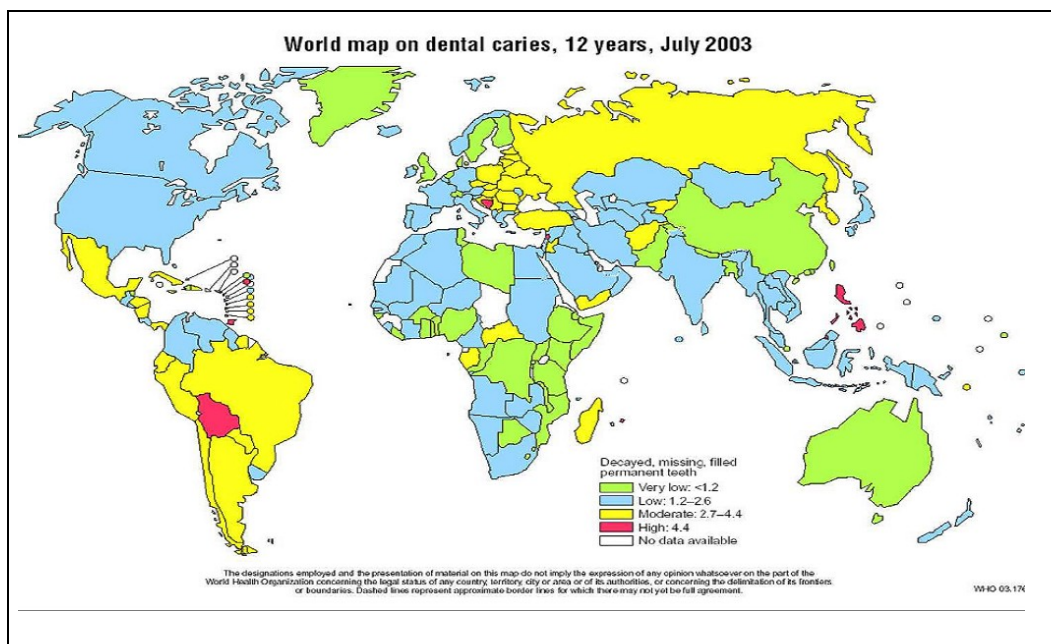 World map on dental caries, 12 years, July 2003
Decayed, missing, filled
permanent teeth
Very low: <1.2
Low: 1.2–2.6
Moderate: 2.7–4.4
High: 4.4
No data available
The designations employed and the presentation of material on this map do not imply the expression of any opinion whatsoever on the part of the
World Health Organization concerning the legal status of any country, territory, city or area or of its authorities, or concerning the delimitation of its frontiers
or boundaries. Dashed lines represent approximate border lines for which there may not yet be full agreement.
WHO 03.176